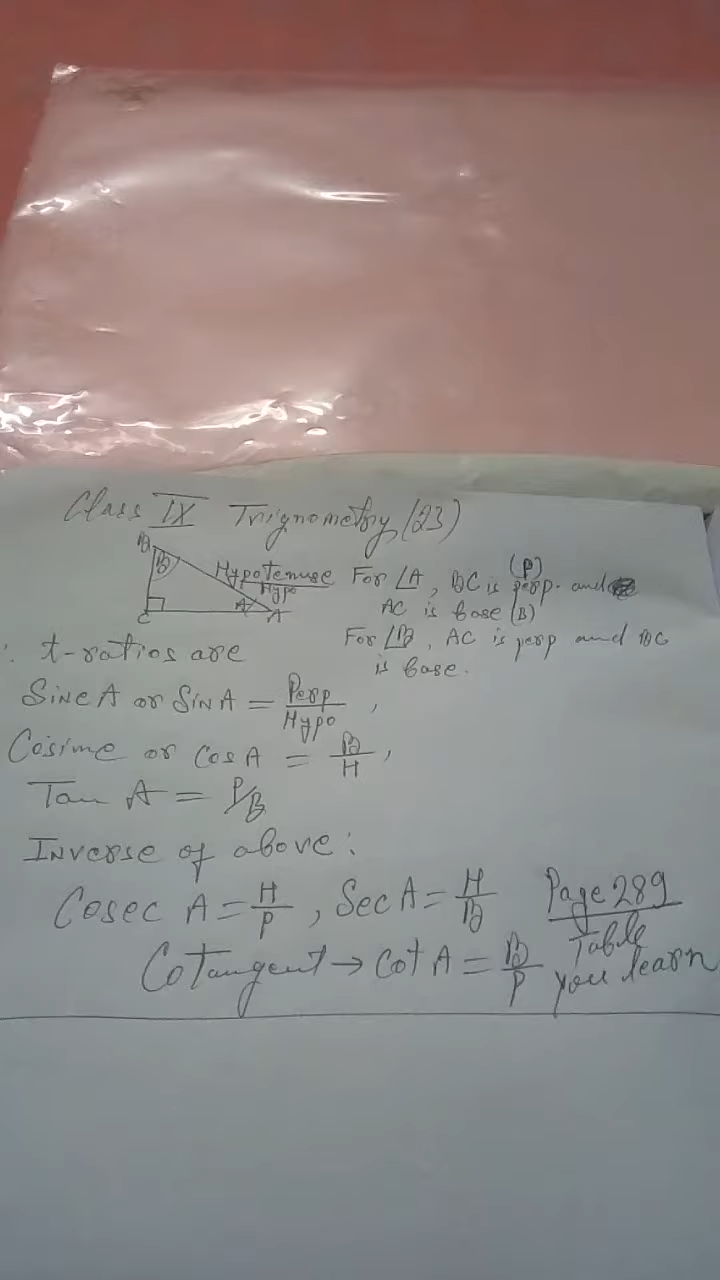 Class IX Trignometry (23)
B
B
Hypotenuse
Hypo
A
C
A
For ∠A, BC is perp. and
(P)
AC is base (B)
For ∠B, AC is perp and BC
is base.
∴ t-ratios are
Sine A or Sin A = Perp/Hypo,
Cosime or Cos A = B/H,
Tan A = P/B
Inverse of above:
Cosec A = H/P, Sec A = H/B
Page 289
Table
you learn
Cotangent → Cot A = B/P